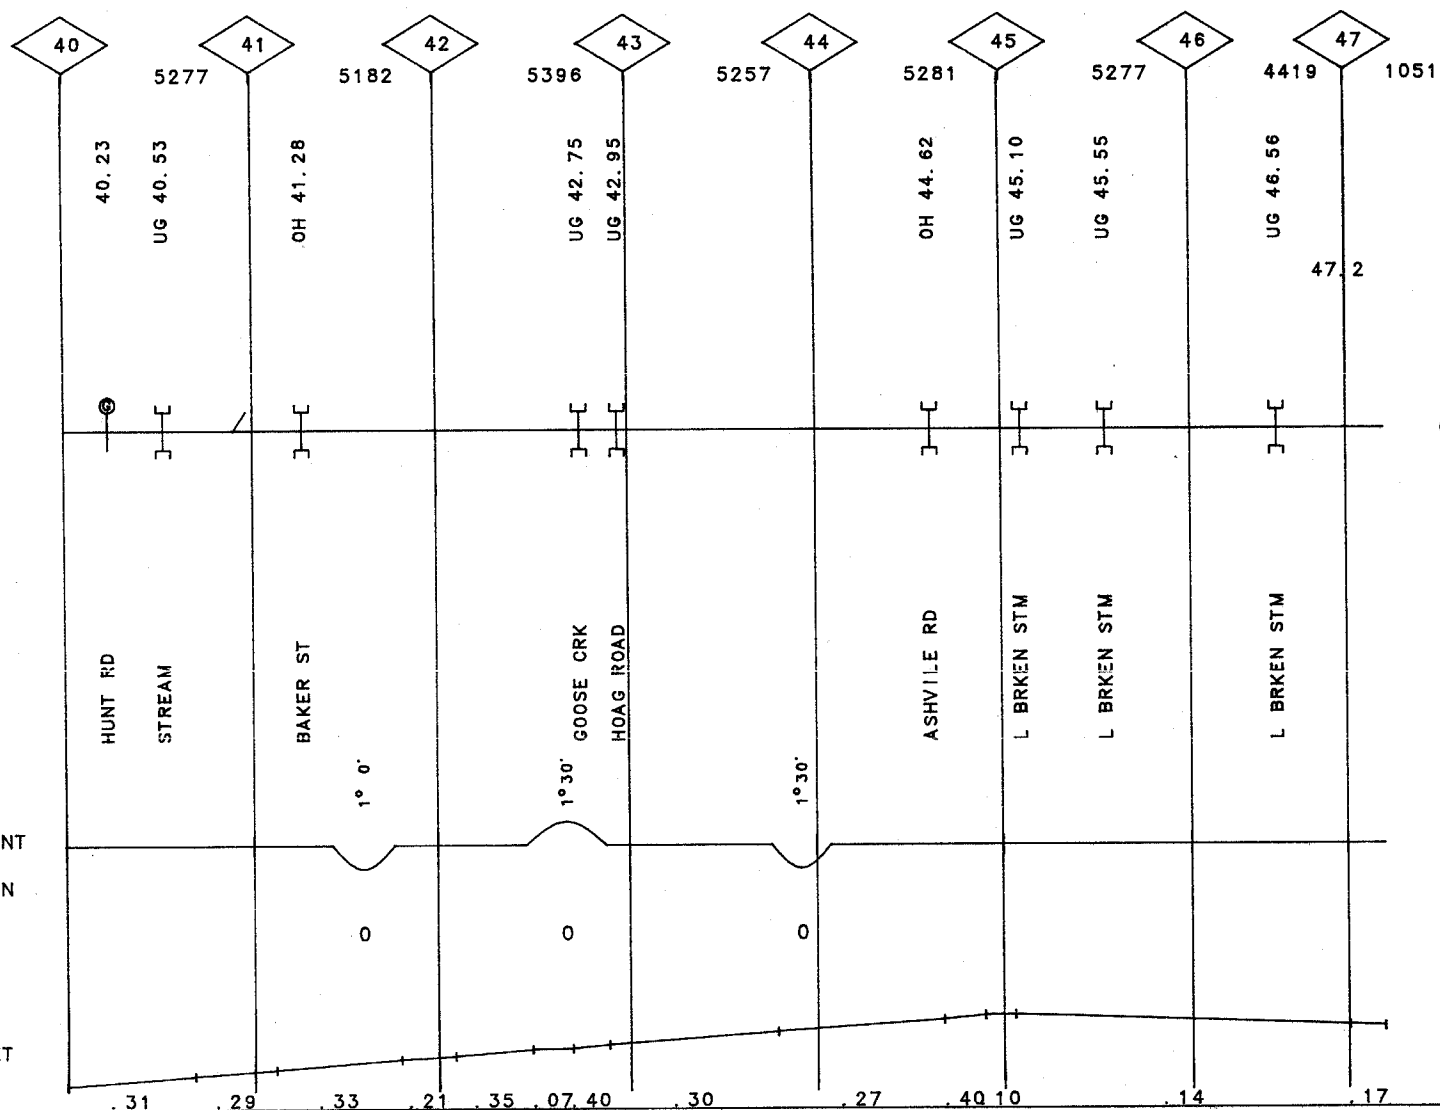 40 41 42 43 44 45 46 47
5277 5182 5396 5257 5281 5277 4419 1051
40.23
UG 40.53
OH 41.28
UG 42.75
UG 42.95
OH 44.62
UG 45.10
UG 45.55
UG 46.56
47.2
G
HUNT RD
STREAM
BAKER ST
GOOSE CRK
HOAG ROAD
ASHVILE RD
L BRKEN STM
L BRKEN STM
L BRKEN STM
1° 0'
1°30'
1°30'
NT
N
0 0 0
T
.31 .29 .33 .21 .35 .07 .40 .30 .27 .40 .10 .14 .17